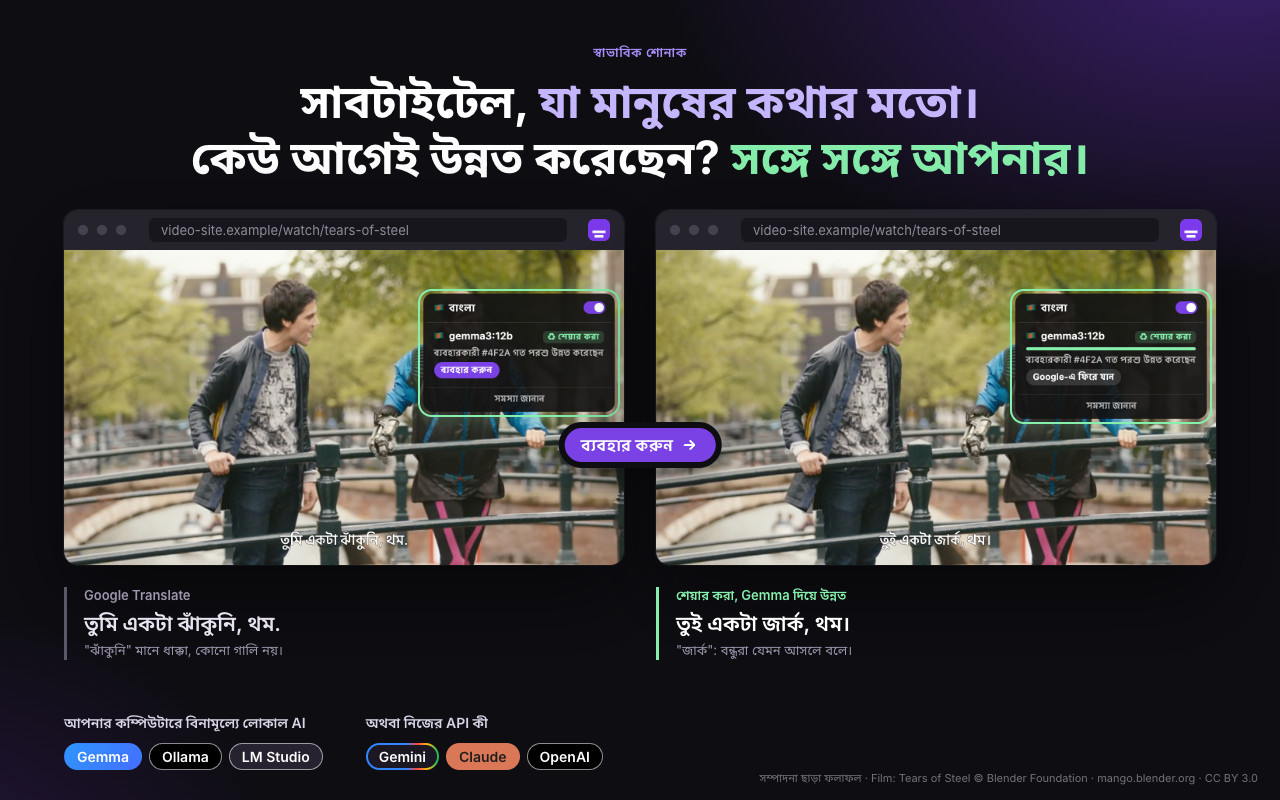 স্বাভাবিক শোনাক
সাবটাইটেল, যা মানুষের কথার মতো।
কেউ আগেই উন্নত করেছেন? সঙ্গে সঙ্গে আপনার।
video-site.example/watch/tears-of-steel
বাংলা
gemma3:12b
♻ শেয়ার করা
ব্যবহারকারী #4F2A গত পরশু উন্নত করেছেন
ব্যবহার করুন
সমস্যা জানান
তুমি একটা ঝাঁকুনি, থম.
video-site.example/watch/tears-of-steel
বাংলা
gemma3:12b
♻ শেয়ার করা
ব্যবহারকারী #4F2A গত পরশু উন্নত করেছেন
Google-এ ফিরে যান
সমস্যা জানান
তুই একটা জার্ক, থম।
ব্যবহার করুন →
Google Translate
তুমি একটা ঝাঁকুনি, থম.
"ঝাঁকুনি" মানে ধাক্কা, কোনো গালি নয়।
শেয়ার করা, Gemma দিয়ে উন্নত
তুই একটা জার্ক, থম।
"জার্ক": বন্ধুরা যেমন আসলে বলে।
আপনার কম্পিউটারে বিনামূল্যে লোকাল AI
Gemma
Ollama
LM Studio
অথবা নিজের API কী
Gemini
Claude
OpenAI
সম্পাদনা ছাড়া ফলাফল · Film: Tears of Steel © Blender Foundation · mango.blender.org · CC BY 3.0